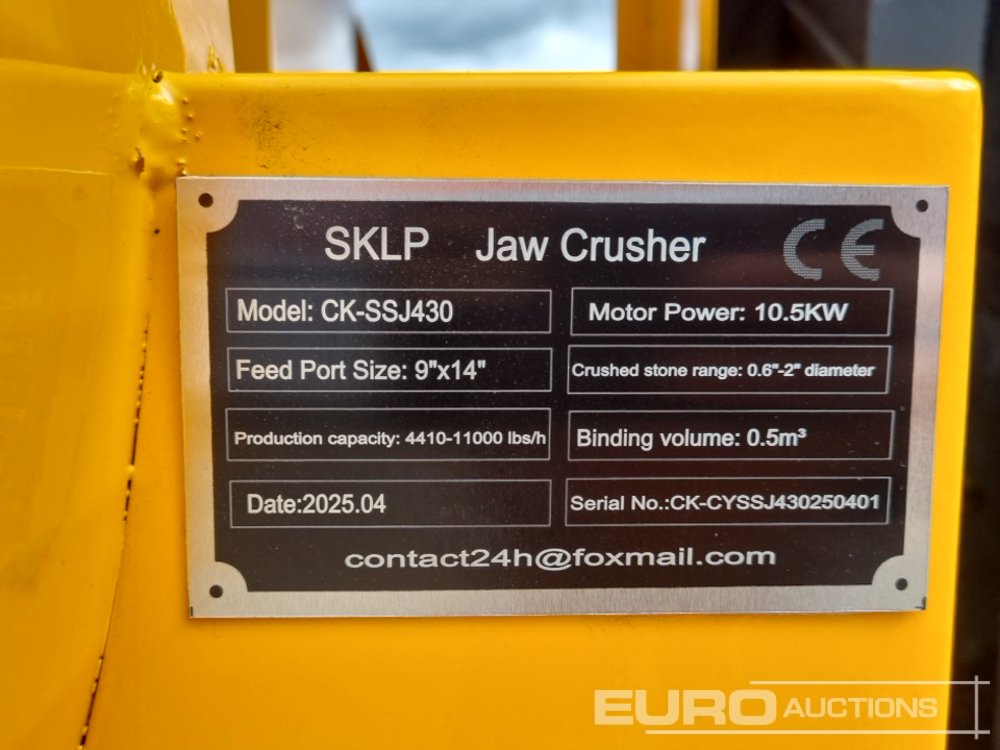 SKLP Jaw Crusher CE
Model: CK-SSJ430
Motor Power: 10.5KW
Feed Port Size: 9"x14"
Crushed stone range: 0.6"-2" diameter
Production capacity: 4410-11000 lbs/h
Binding volume: 0.5m³
Date:2025.04
Serial No.:CK-CYSSJ430250401
contact24h@foxmail.com
EURO AUCTIONS